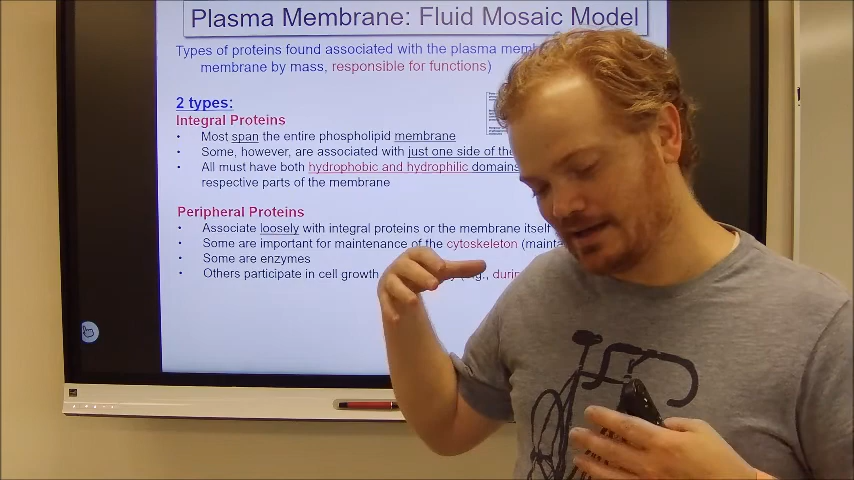 Plasma Membrane: Fluid Mosaic Model
Types of proteins found associated with the plasma
membrane by mass, responsible for functions)
2 types:
Integral Proteins
• Most span the entire phospholipid membrane
• Some, however, are associated with just one side of the
• All must have both hydrophobic and hydrophilic domains
respective parts of the membrane
Peripheral Proteins
• Associate loosely with integral proteins or the membrane itself
• Some are important for maintenance of the cytoskeleton
• Some are enzymes
• Others participate in cell growth